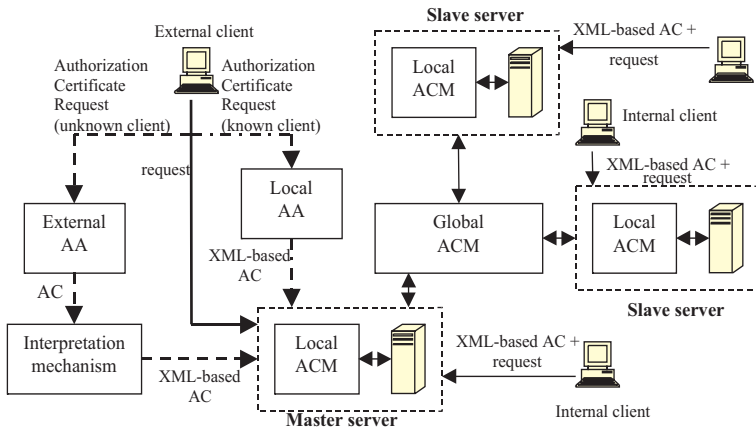 External client
Authorization
Certificate
Request
(unknown client)
Authorization
Certificate
Request
(known client)
request
External
AA
Local
AA
AC
XML-based
AC
Interpretation
mechanism
XML-based
AC
Local
ACM
Master server
Slave server
Local
ACM
XML-based AC +
request
Internal client
XML-based AC +
request
Global
ACM
Local
ACM
Slave server
XML-based AC +
request
Internal client